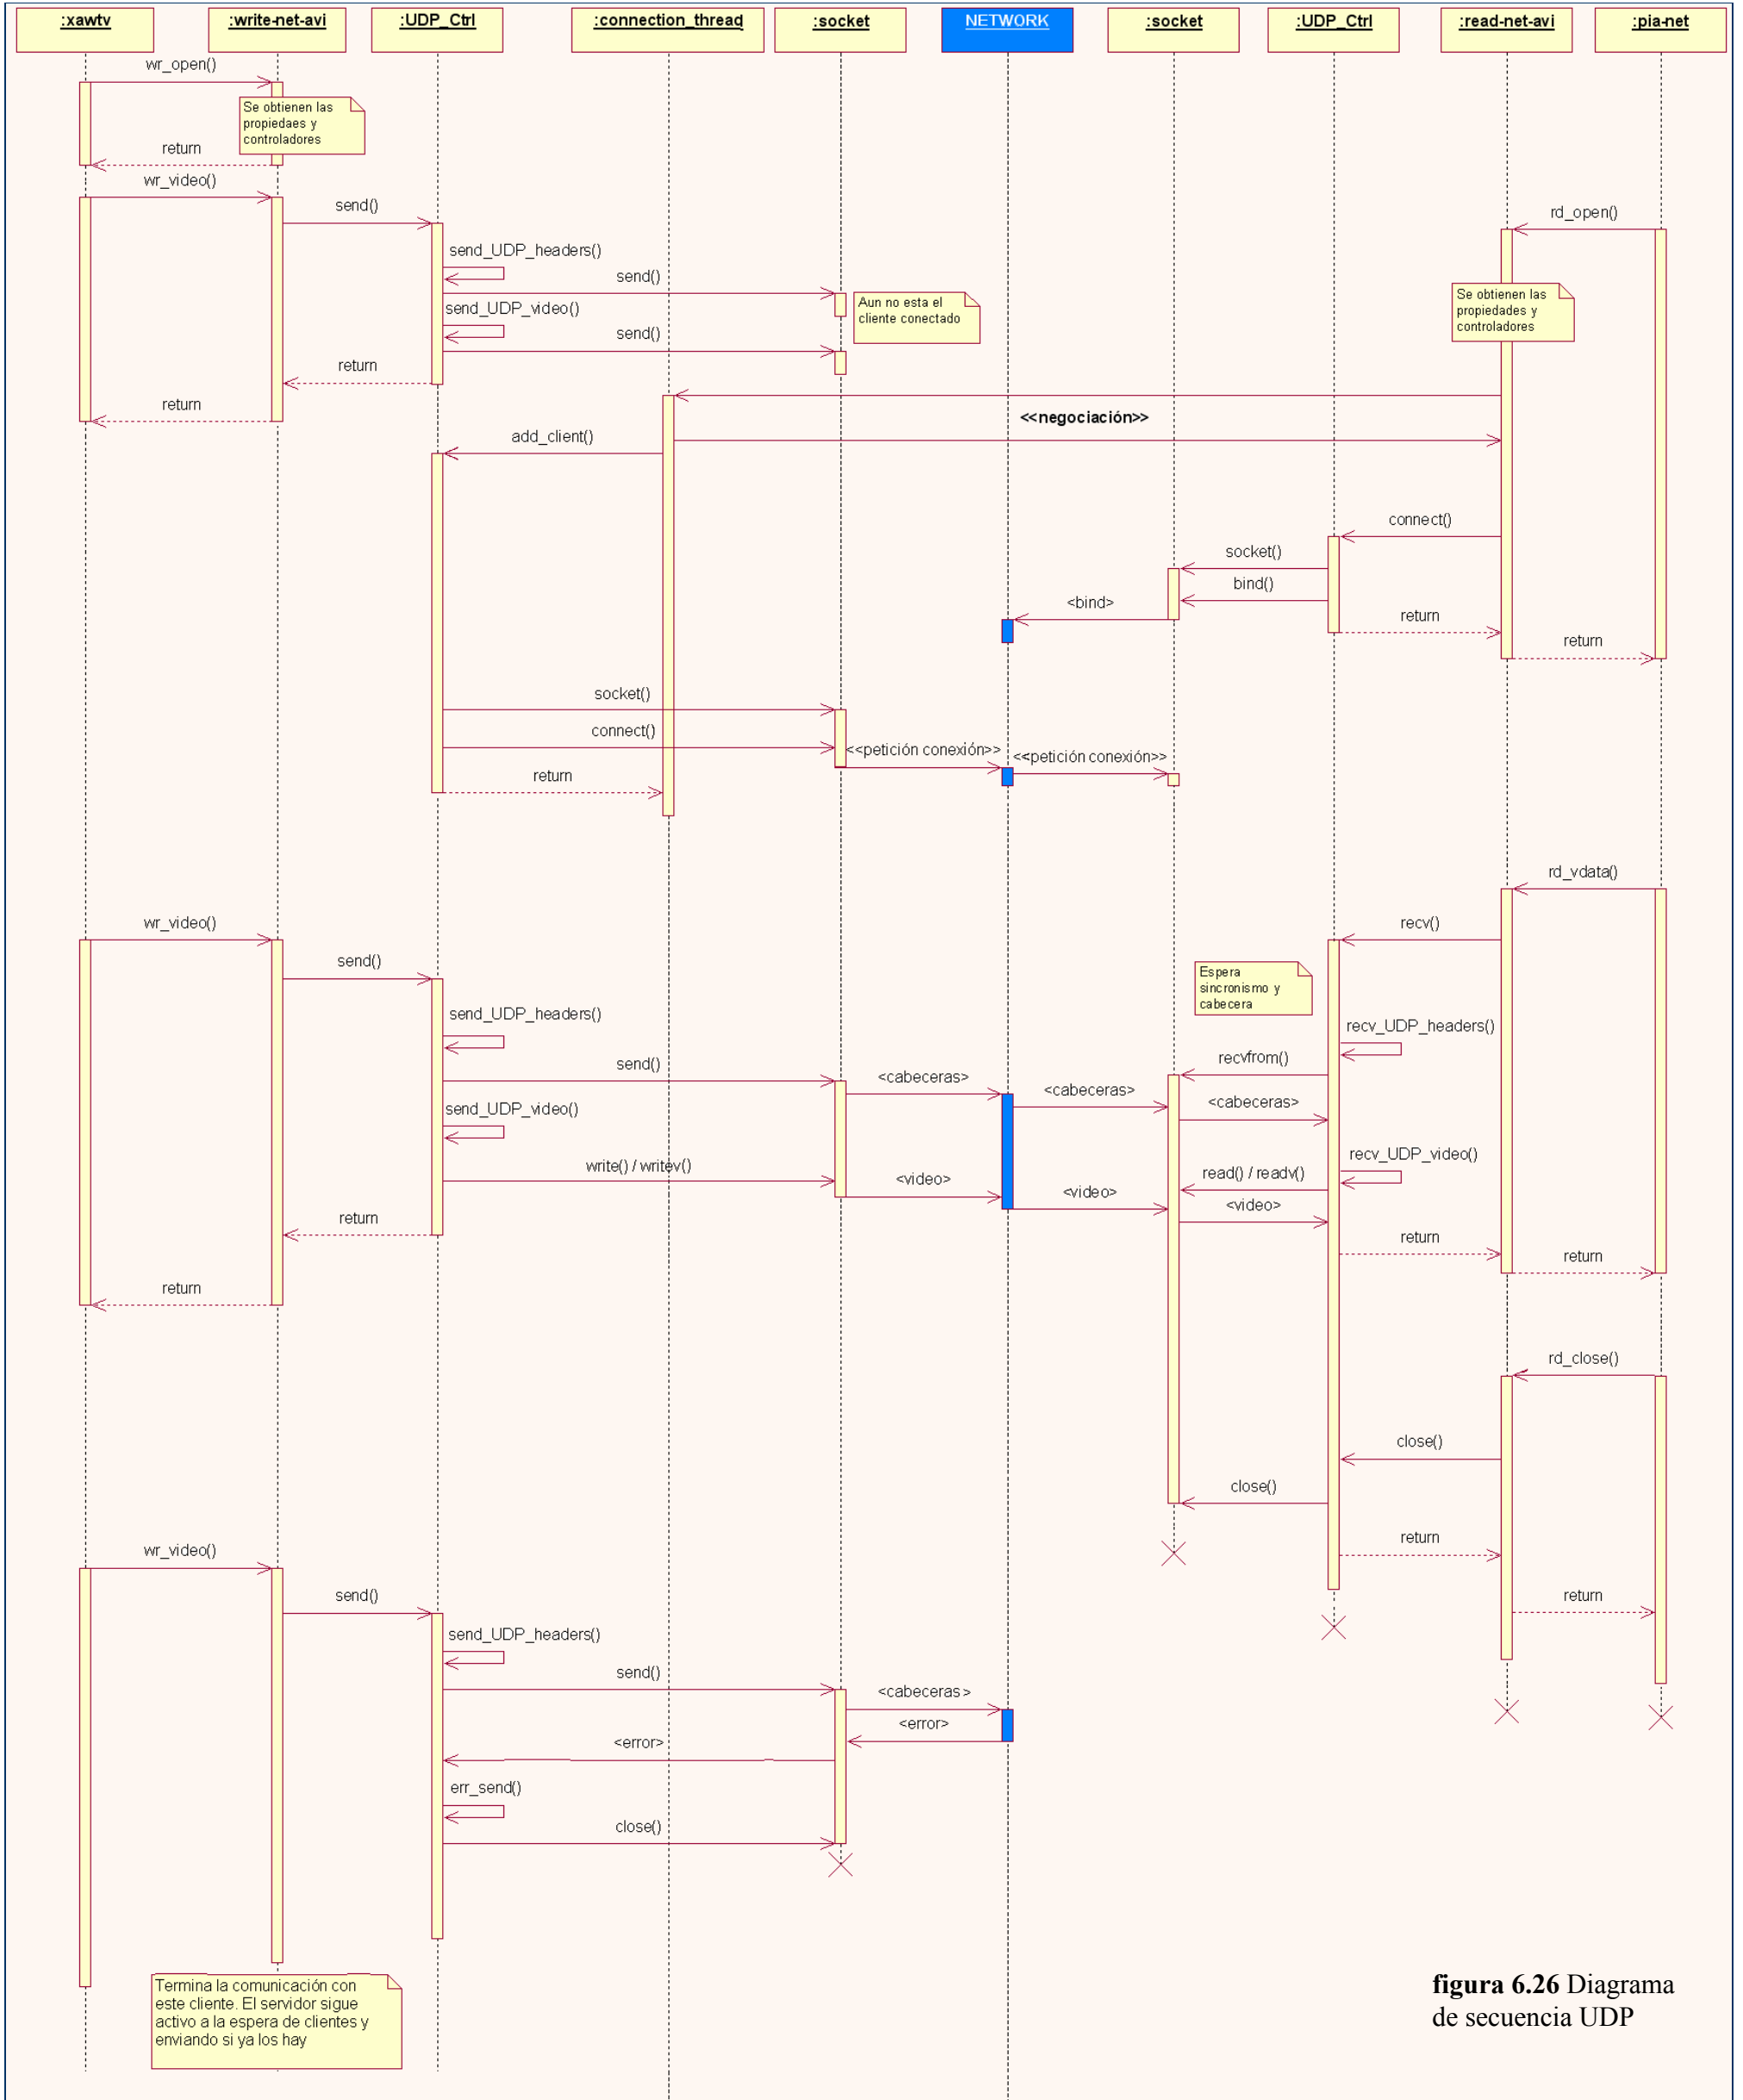 :xawtv
:write-net-avi
:UDP_Ctrl
:connection_thread
:socket
NETWORK
:socket
:UDP_Ctrl
:read-net-avi
:pia-net
wr_open()
Se obtienen las
propiedaes y
controladores
return
wr_video()
send()
rd_open()
send_UDP_headers()
send()
Aun no esta el
cliente conectado
Se obtienen las
propiedades y
controladores
send_UDP_video()
send()
return
return
<<negociación>>
add_client()
connect()
socket()
bind()
<bind>
return
return
socket()
connect()
<<petición conexión>>
<<petición conexión>>
return
rd_vdata()
wr_video()
recv()
send()
Espera
sincronismo y
cabecera
send_UDP_headers()
recv_UDP_headers()
recvfrom()
send()
<cabeceras>
<cabeceras>
<cabeceras>
send_UDP_video()
recv_UDP_video()
write() / writev()
read() / readv()
<video>
<video>
<video>
return
return
return
return
rd_close()
close()
close()
return
wr_video()
send()
return
send_UDP_headers()
send()
<cabeceras>
<error>
<error>
err_send()
close()
Termina la comunicación con
este cliente. El servidor sigue
activo a la espera de clientes y
enviando si ya los hay
figura 6.26 Diagrama
de secuencia UDP